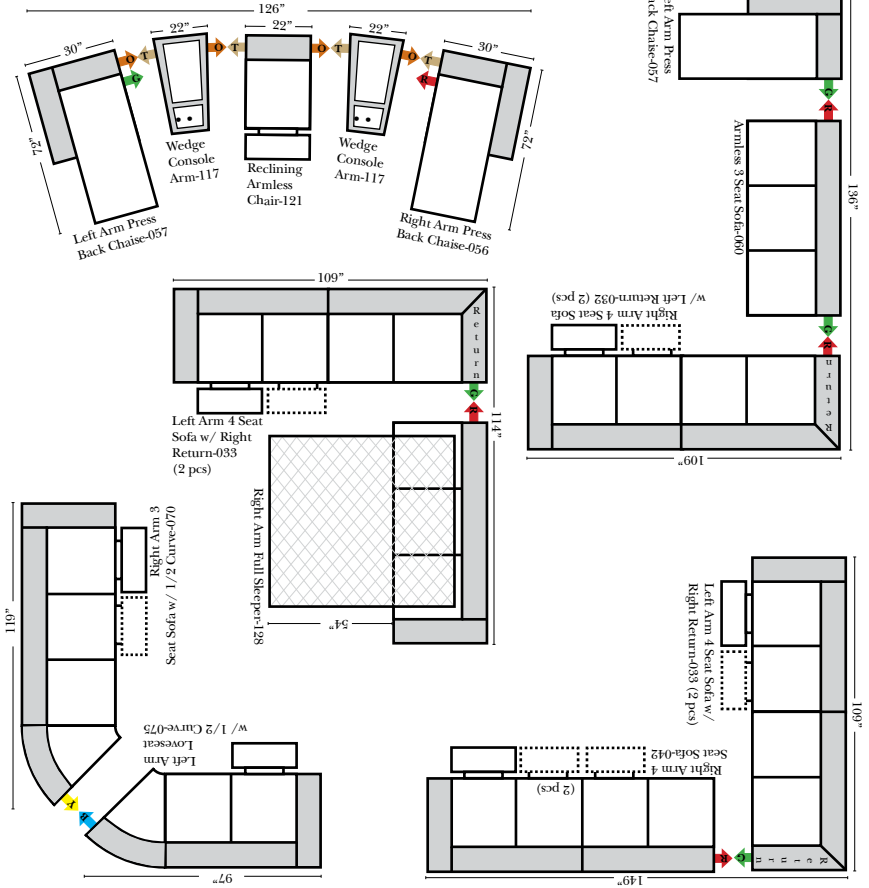 126”
30”
22”
22”
22”
30”
O T
O T
O T
O T
G
R
72”
72”
Left Arm Press
Back Chaise-057
Wedge
Console
Arm-117
Reclining
Armless
Chair-121
Wedge
Console
Arm-117
Right Arm Press
Back Chaise-056
eft Arm Press
ack Chaise-057
G
R
Armless 3 Seat Sofa-060
136”
G
R
Right Arm 4 Seat Sofa
w/ Left Return-032 (2 pcs)
Return
109”
109”
Return
G
R
114”
Left Arm 4 Seat
Sofa w/ Right
Return-033
(2 pcs)
Right Arm Full Sleeper-128
54”
119”
Right Arm 3
Seat Sofa w/ 1/2 Curve-070
Left Arm
Loveseat
w/ 1/2 Curve-075
Y
B
97”
Left Arm 4 Seat Sofa w/
Right Return-033 (2 pcs)
109”
Right Arm 4
Seat Sofa-042
(2 pcs)
R
G
Return
149”